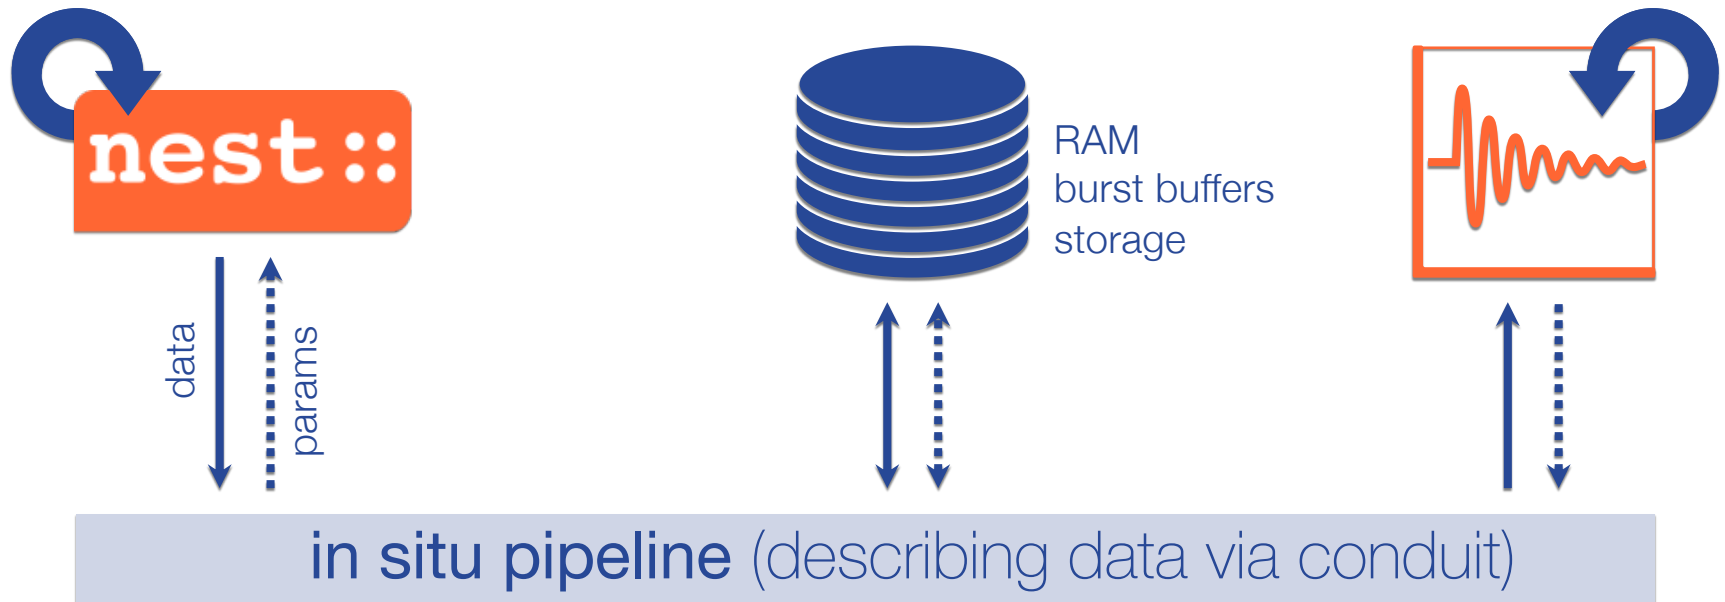 nest::
RAM
burst buffers
storage
data
params
in situ pipeline (describing data via conduit)